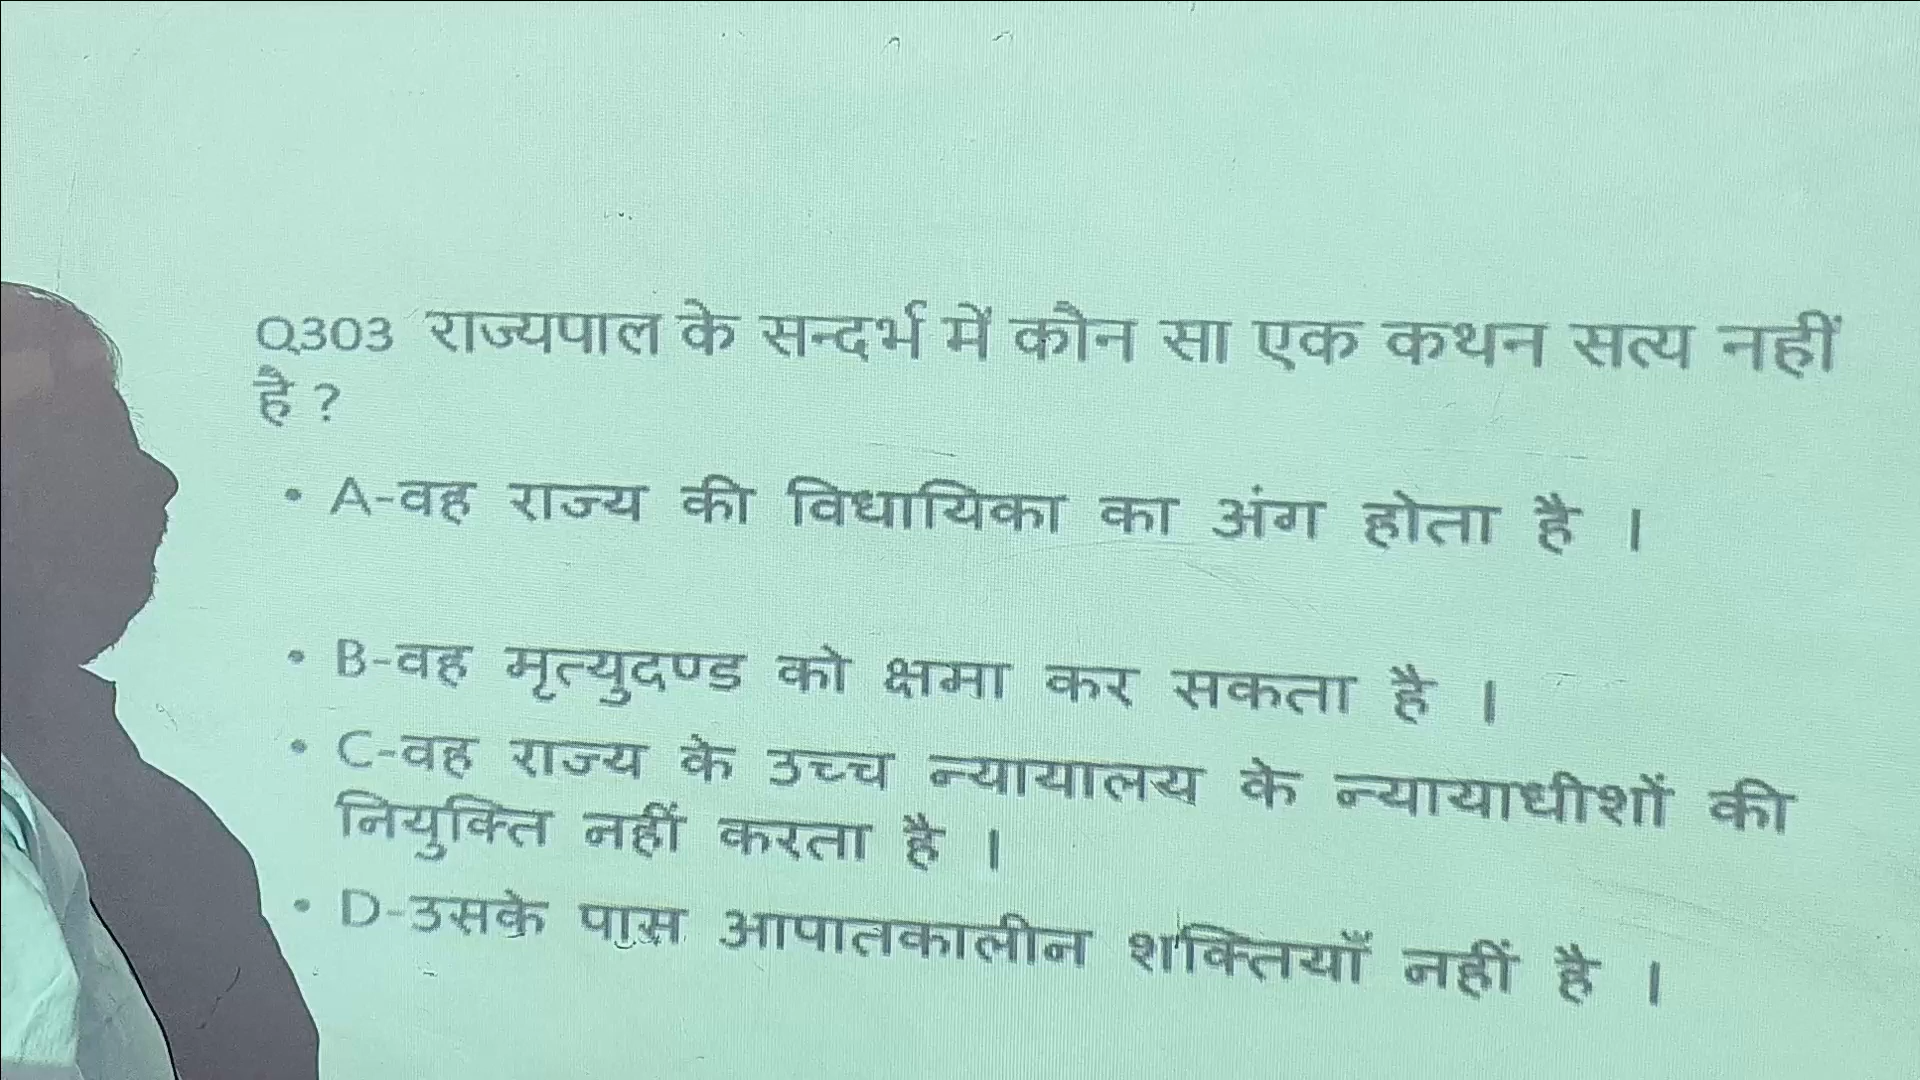 Q303 राज्यपाल के सन्दर्भ में कौन सा एक कथन सत्य नहीं
है ?
• A-वह राज्य की विधायिका का अंग होता है ।
• B-वह मृत्युदण्ड को क्षमा कर सकता है ।
• C-वह राज्य के उच्च न्यायालय के न्यायाधीशों की
नियुक्ति नहीं करता है ।
• D-उसके पास आपातकालीन शक्तियाँ नहीं है ।